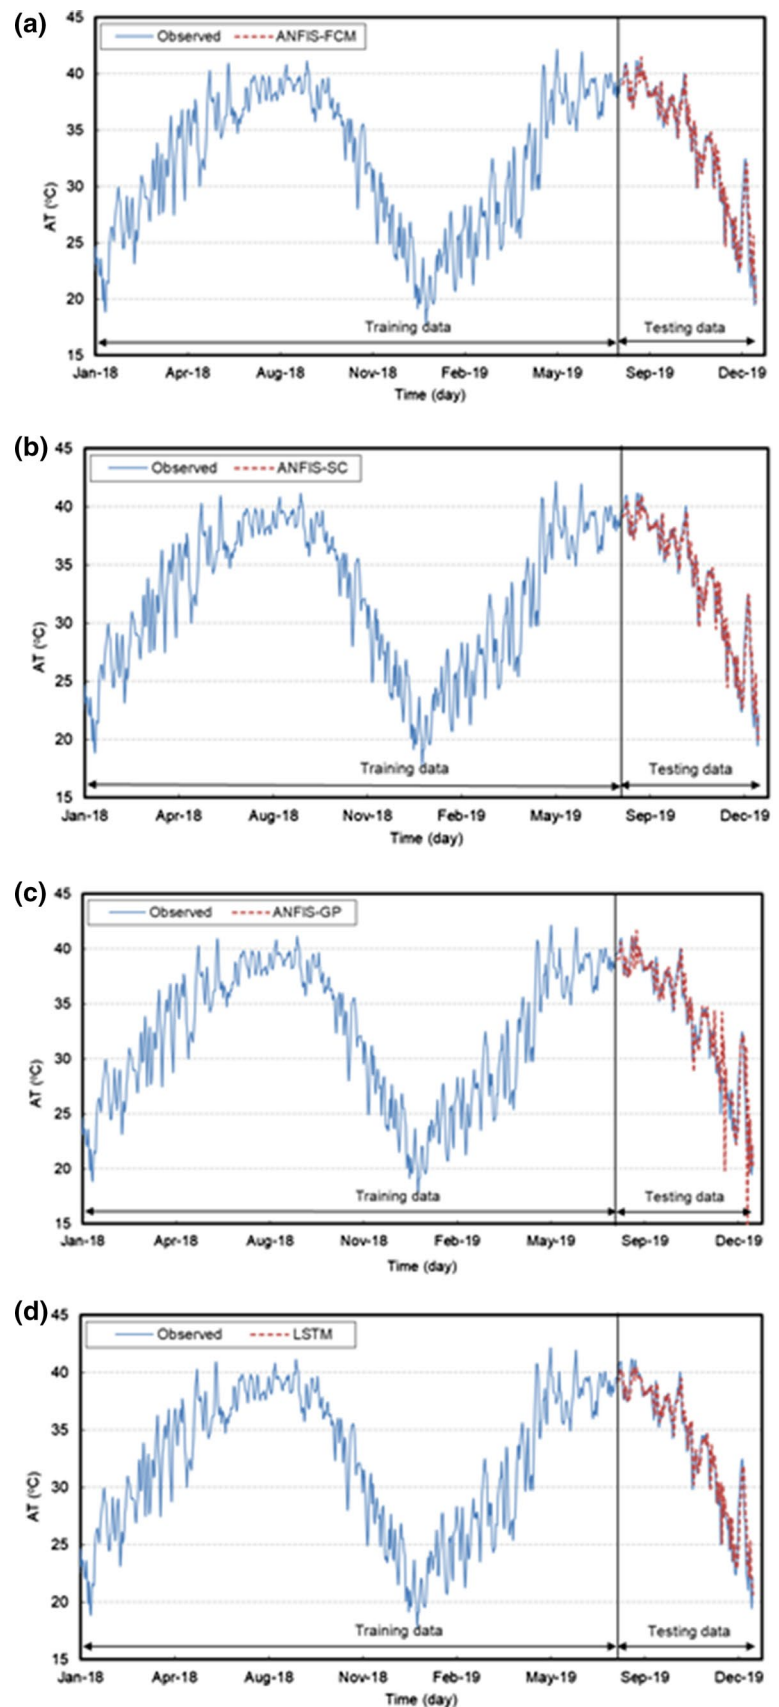 (a)
45
Observed ANFIS-FCM
40
35
30
25
20
15
AT (°C)
Training data Testing data
Jan-18 Apr-18 Aug-18 Nov-18 Feb-19 May-19 Sep-19 Dec-19
Time (day)
(b)
45
Observed ANFIS-SC
40
35
30
25
20
15
AT (°C)
Training data Testing data
Jan-18 Apr-18 Aug-18 Nov-18 Feb-19 May-19 Sep-19 Dec-19
Time (day)
(c)
45
Observed ANFIS-GP
40
35
30
25
20
15
AT (°C)
Training data Testing data
Jan-18 Apr-18 Aug-18 Nov-18 Feb-19 May-19 Sep-19 Dec-19
Time (day)
(d)
45
Observed LSTM
40
35
30
25
20
15
AT (°C)
Training data Testing data
Jan-18 Apr-18 Aug-18 Nov-18 Feb-19 May-19 Sep-19 Dec-19
Time (day)